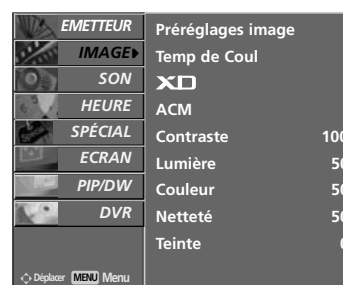 EMETTEUR
IMAGE
SON
HEURE
SPÉCIAL
ECRAN
PIP/DW
DVR
Déplacer MENU Menu
Préréglages image
Temp de Coul
XD
ACM
Contraste 100
Lumière 50
Couleur 50
Netteté 50
Teinte 0